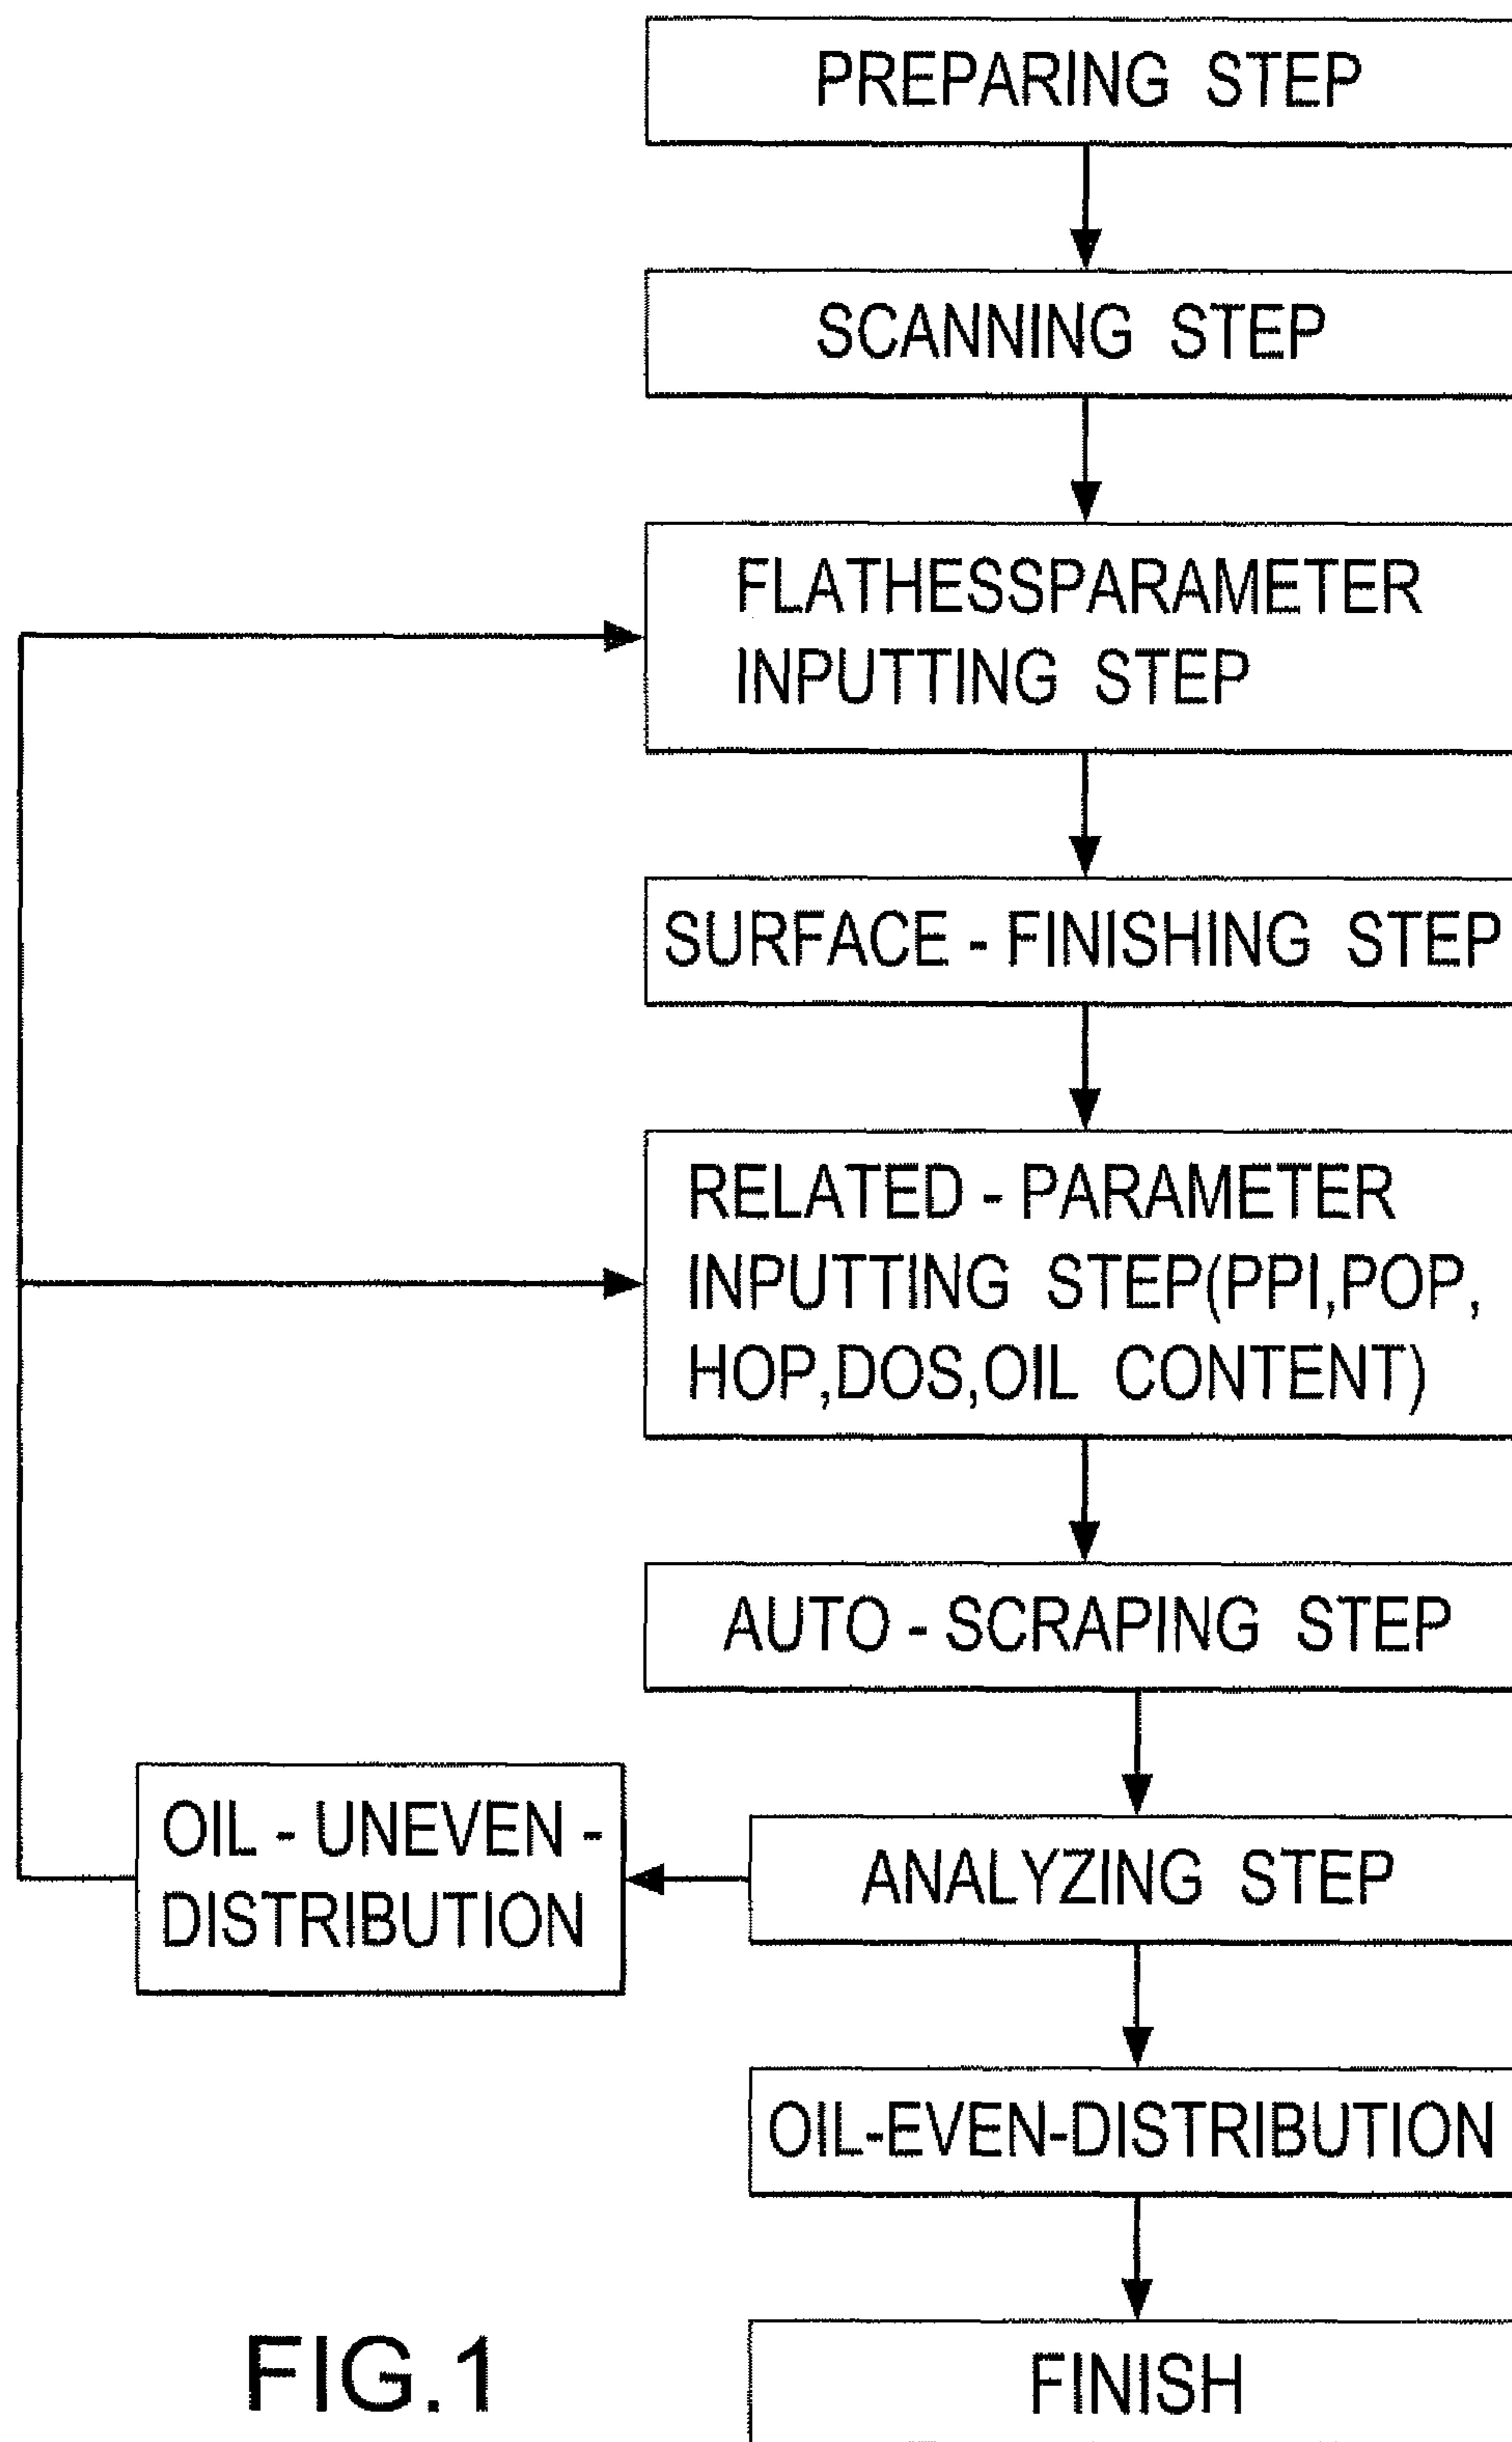 PREPARING STEP
SCANNING STEP
FLATHESSPARAMETER
INPUTTING STEP
SURFACE - FINISHING STEP
RELATED - PARAMETER
INPUTTING STEP(PPI,POP,
HOP,DOS,OIL CONTENT)
AUTO - SCRAPING STEP
OIL - UNEVEN -
DISTRIBUTION
ANALYZING STEP
OIL-EVEN-DISTRIBUTION
FINISH
FIG.1